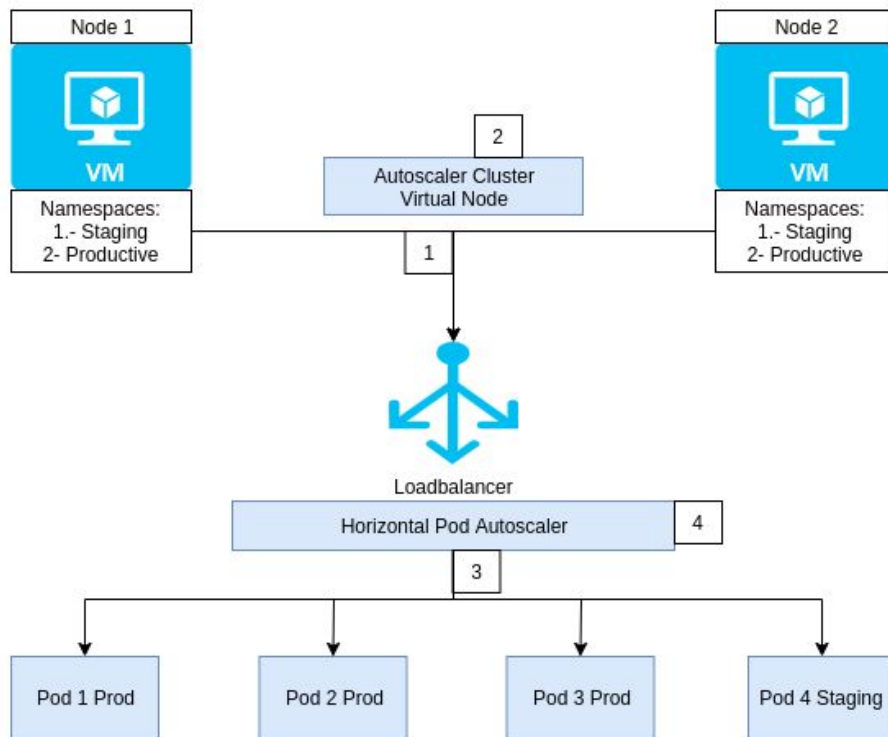 Node 1
Node 2
VM
VM
2
Autoscaler Cluster
Virtual Node
Namespaces:
1.- Staging
2- Productive
Namespaces:
1.- Staging
2- Productive
1
Loadbalancer
Horizontal Pod Autoscaler
4
3
Pod 1 Prod
Pod 2 Prod
Pod 3 Prod
Pod 4 Staging